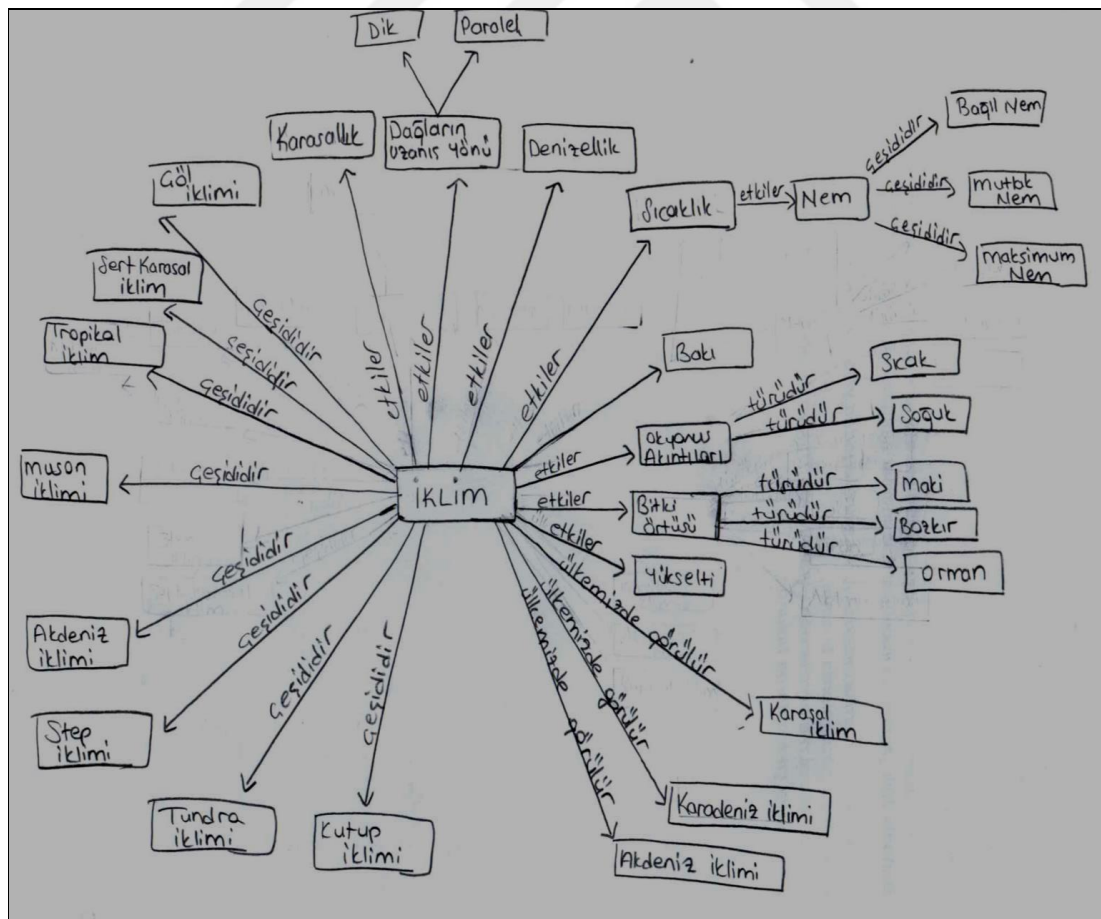 Dik
Paralel
Karasallık
Dağların
uzanış yönü
Denizellik
Bağıl Nem
Göl
iklimi
Sıcaklık
etkiler
Nem
çeşididir
çeşididir
çeşididir
mutlak
Nem
maksimum
Nem
Sert Karasal
iklim
Tropikal
iklim
çeşididir
çeşididir
çeşididir
etkiler
etkiler
etkiler
etkiler
Bakı
Sıcak
türüdür
türüdür
Soğuk
Okyanus
Akıntıları
etkiler
muson
iklimi
çeşididir
İKLİM
etkiler
Bitki
örtüsü
türüdür
türüdür
türüdür
Maki
Bozkır
orman
etkiler
Yükselti
Akdeniz
iklimi
çeşididir
çeşididir
çeşididir
çeşididir
ülkemizde görülür
ülkemizde görülür
ülkemizde görülür
Step
iklimi
Karasal
iklim
Tundra
iklimi
Kutup
iklimi
Karadeniz iklimi
Akdeniz iklimi